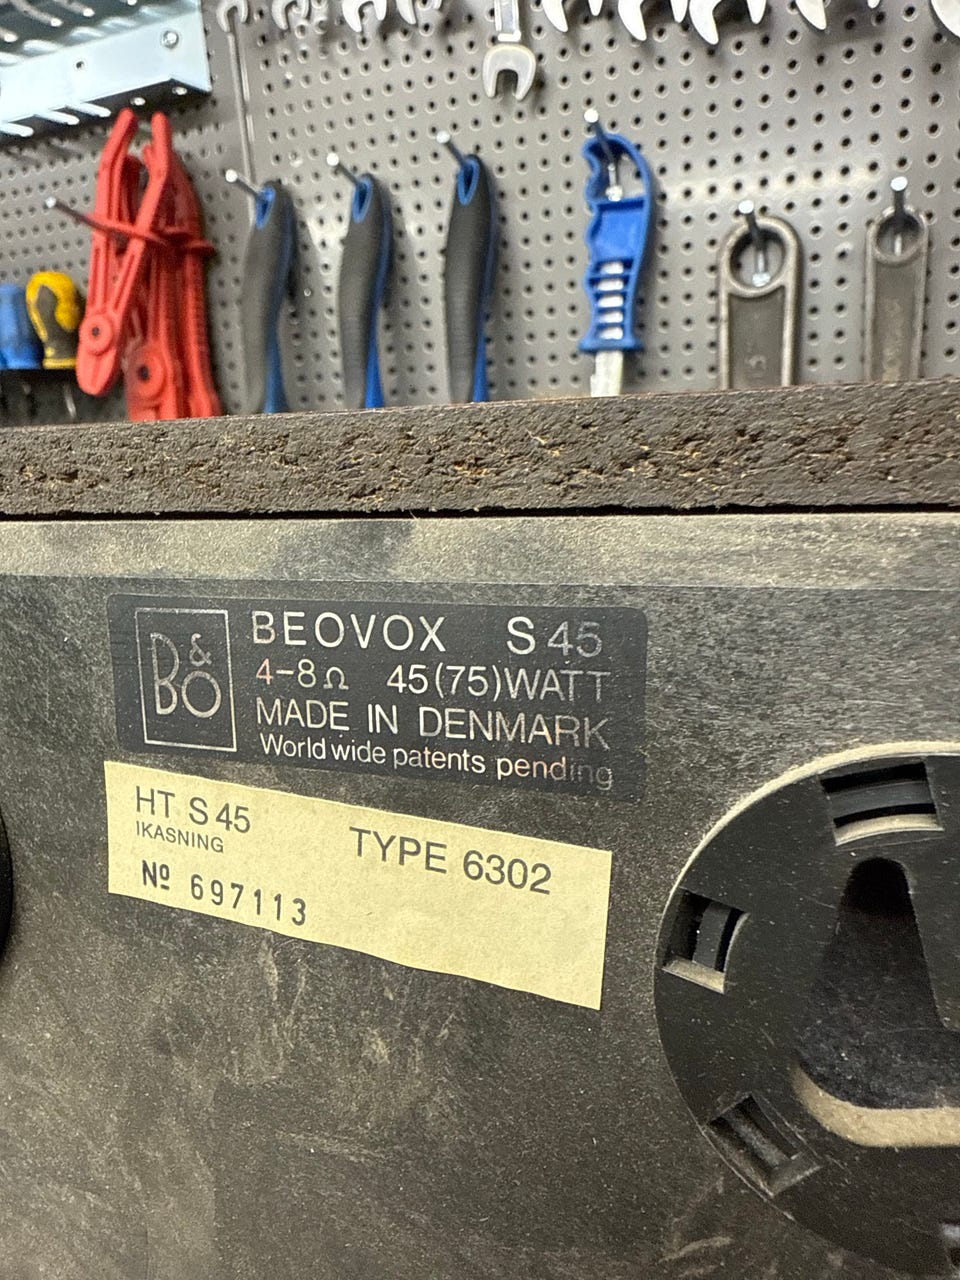 B&O
BEOVOX S45
4-8Ω 45(75)WATT
MADE IN DENMARK
World wide patents pending
HT S45
IKASNING
TYPE 6302
Nº 697113